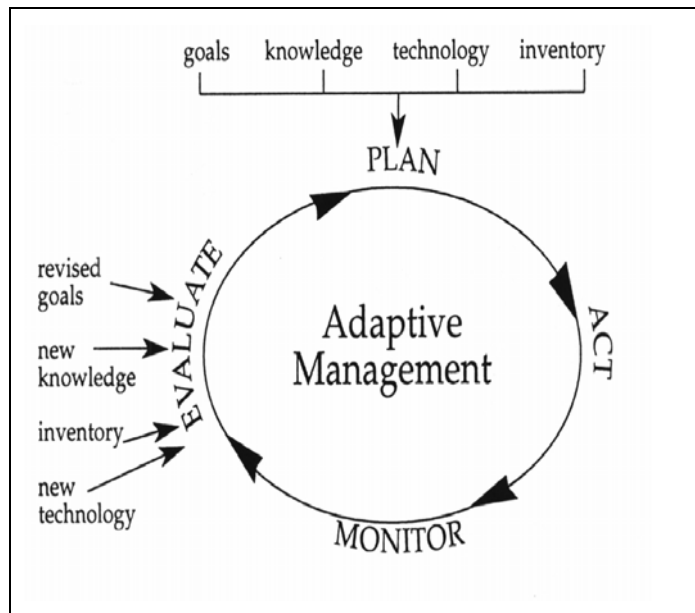 goals knowledge technology inventory
PLAN
ACT
MONITOR
EVALUATE
revised
goals
new
knowledge
inventory
new
technology
Adaptive
Management